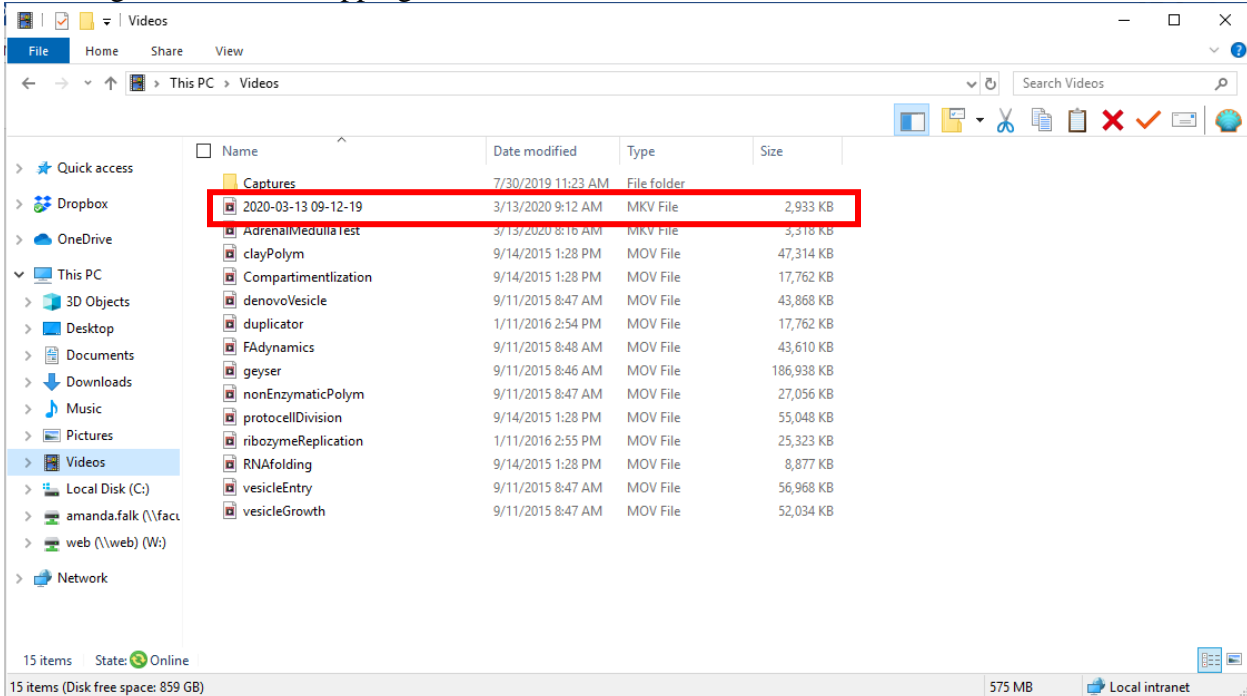 Videos
File Home Share View
This PC Videos Search Videos
Name Date modified Type Size
Quick access
Dropbox
OneDrive
This PC
3D Objects
Desktop
Documents
Downloads
Music
Pictures
Videos
Local Disk (C:)
amanda.falk (\\facu
web (\\web) (W:)
Network
Captures 7/30/2019 11:23 AM File folder
2020-03-13 09-12-19 3/13/2020 9:12 AM MKV File 2,933 KB
AdrenalMedullaTest 3/13/2020 8:16 AM MKV File 3,318 KB
clayPolym 9/14/2015 1:28 PM MOV File 47,314 KB
Compartimentlization 9/14/2015 1:28 PM MOV File 17,762 KB
denovoVesicle 9/11/2015 8:47 AM MOV File 43,868 KB
duplicator 1/11/2016 2:54 PM MOV File 17,762 KB
FAdynamics 9/11/2015 8:48 AM MOV File 43,610 KB
geyser 9/11/2015 8:46 AM MOV File 186,938 KB
nonEnzymaticPolym 9/11/2015 8:47 AM MOV File 27,056 KB
protocellDivision 9/14/2015 1:28 PM MOV File 55,048 KB
ribozymeReplication 1/11/2016 2:55 PM MOV File 25,323 KB
RNAfolding 9/14/2015 1:28 PM MOV File 8,877 KB
vesicleEntry 9/11/2015 8:47 AM MOV File 56,968 KB
vesicleGrowth 9/11/2015 8:47 AM MOV File 52,034 KB
15 items State: Online
15 items (Disk free space: 859 GB) 575 MB Local intranet